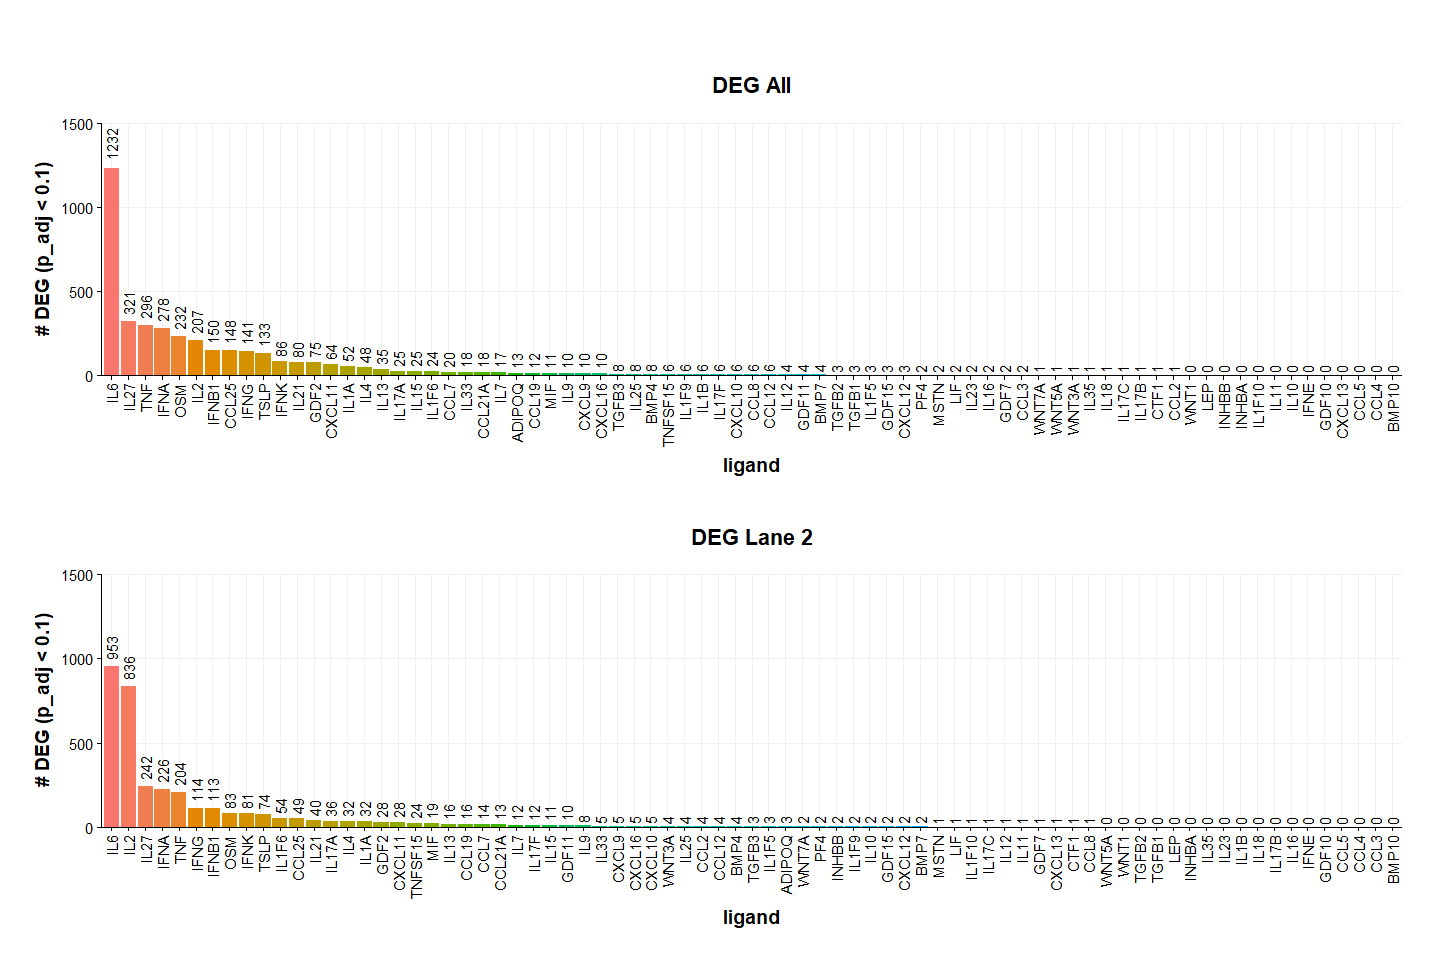 DEG All
# DEG (p_adj < 0.1)
1500
1000
500
0
1232 321 296 278 232 207 150 148 141 133 86 80 75 64 52 48 35 25 25 24 20 18 18 17 13 12 11 10 10 10 8 8 8 6 6 6 6 6 6 6 4 4 4 3 3 3 3 3 2 2 2 2 2 2 2 1 1 1 1 1 1 1 1 1 0 0 0 0 0 0 0 0 0 0 0 0 0
IL6 IL27 TNF IFNA OSM IL2 IFNB1 CCL25 IFNG TSLP IFNK IL21 GDF2 CXCL11 IL1A IL4 IL13 IL17A IL15 IL1F6 CCL7 IL33 CCL21A IL7 ADIPOQ CCL19 MIF IL9 CXCL9 CXCL16 TGFB3 IL25 BMP4 TNFSF15 IL1F9 IL1B IL17F CXCL10 CCL8 CCL12 IL12 GDF11 BMP7 TGFB2 TGFB1 IL1F5 GDF15 CXCL12 PF4 MSTN LIF IL23 IL16 GDF7 CCL3 WNT7A WNT5A WNT3A IL35 IL18 IL17C IL17B CTF1 CCL2 WNT1 LEP INHBB INHBA IL1F10 IL11 IL10 IFNE GDF10 CXCL13 CCL5 CCL4 BMP10
ligand
DEG Lane 2
# DEG (p_adj < 0.1)
1500
1000
500
0
953 836 242 226 204 114 113 83 81 74 54 49 40 36 32 32 28 28 24 19 16 16 14 13 12 12 11 10 8 5 5 5 5 4 4 4 4 4 3 3 3 2 2 2 2 2 2 2 2 1 1 1 1 1 1 1 1 1 1 0 0 0 0 0 0 0 0 0 0 0 0 0 0 0 0 0 0
IL6 IL2 IL27 IFNA TNF IFNG IFNB1 OSM IFNK TSLP IL1F6 CCL25 IL21 IL17A IL4 IL1A GDF2 CXCL11 TNFSF15 MIF IL13 CCL19 CCL7 CCL21A IL7 IL17F IL15 GDF11 IL9 IL33 CXCL9 CXCL16 CXCL10 WNT3A IL25 CCL2 CCL12 BMP4 TGFB3 IL1F5 ADIPOQ WNT7A PF4 INHBB IL1F9 IL10 GDF15 CXCL12 BMP7 MSTN LIF IL1F10 IL17C IL12 IL11 GDF7 CXCL13 CTF1 CCL8 WNT5A WNT1 TGFB2 TGFB1 LEP INHBA IL35 IL23 IL1B IL18 IL17B IL16 IFNE GDF10 CCL5 CCL4 CCL3 BMP10
ligand